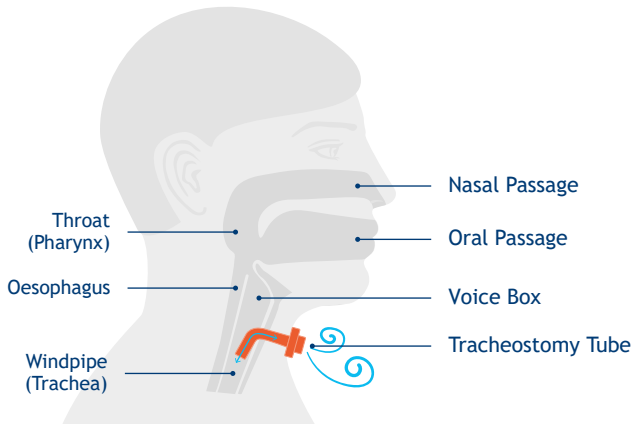 Nasal Passage
Throat
(Pharynx)
Oral Passage
Oesophagus
Voice Box
Tracheostomy Tube
Windpipe
(Trachea)